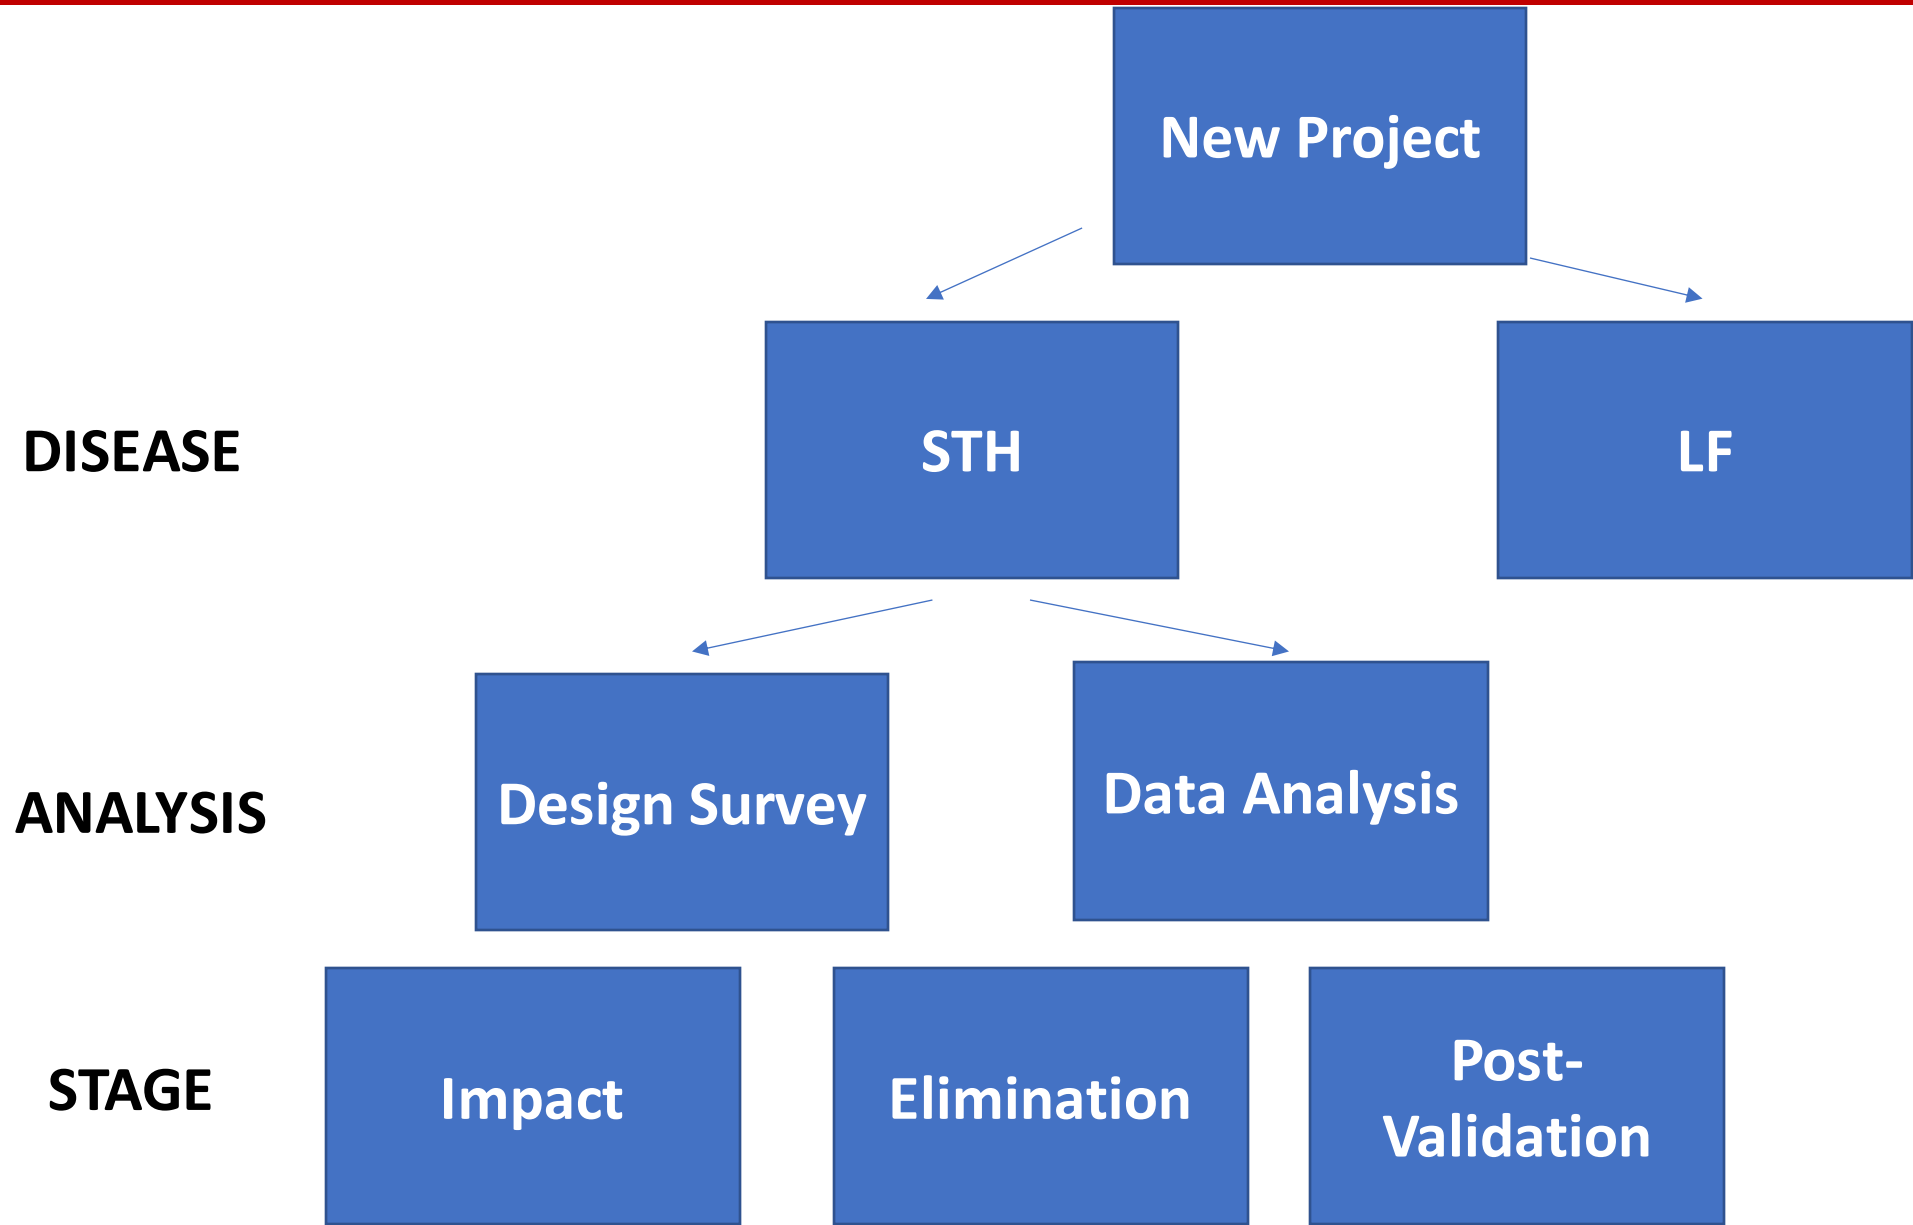 New Project
DISEASE
STH
LF
ANALYSIS
Design Survey
Data Analysis
STAGE
Impact
Elimination
Post-
Validation